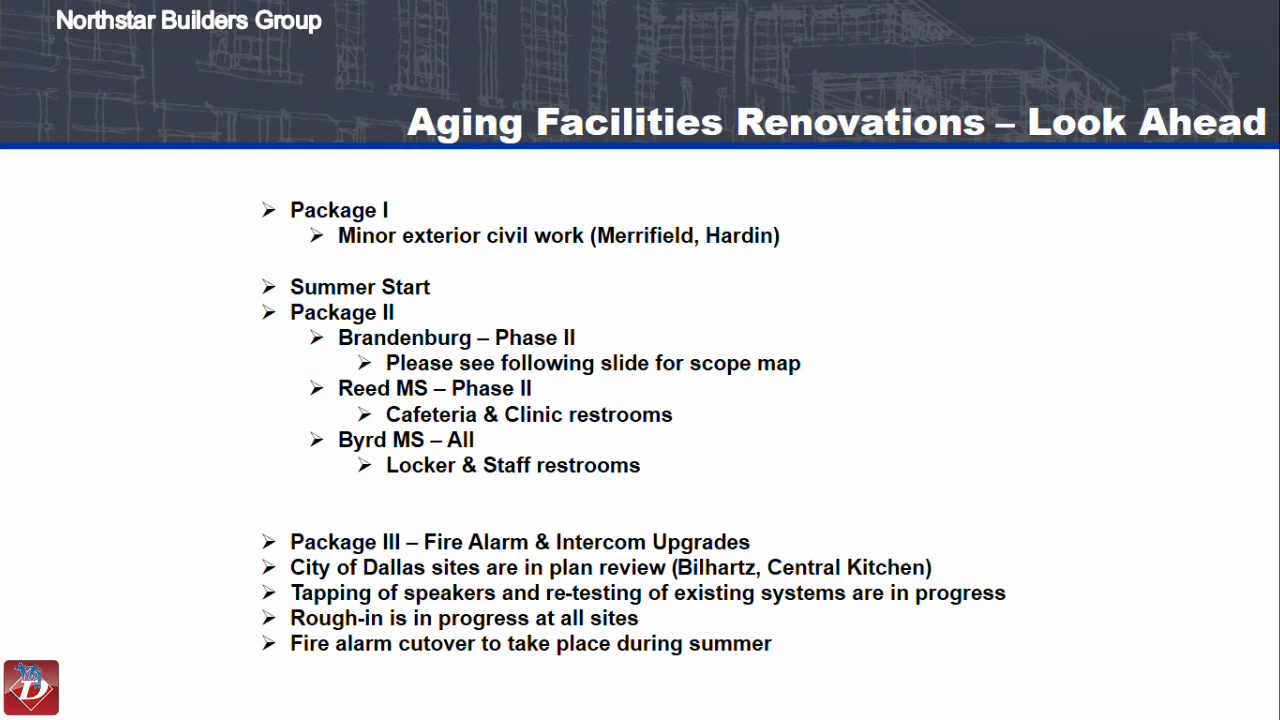 Northstar Builders Group
Aging Facilities Renovations – Look Ahead
Package I
Minor exterior civil work (Merrifield, Hardin)
Summer Start
Package II
Brandenburg – Phase II
Please see following slide for scope map
Reed MS – Phase II
Cafeteria & Clinic restrooms
Byrd MS – All
Locker & Staff restrooms
Package III – Fire Alarm & Intercom Upgrades
City of Dallas sites are in plan review (Bilhartz, Central Kitchen)
Tapping of speakers and re-testing of existing systems are in progress
Rough-in is in progress at all sites
Fire alarm cutover to take place during summer
My
D